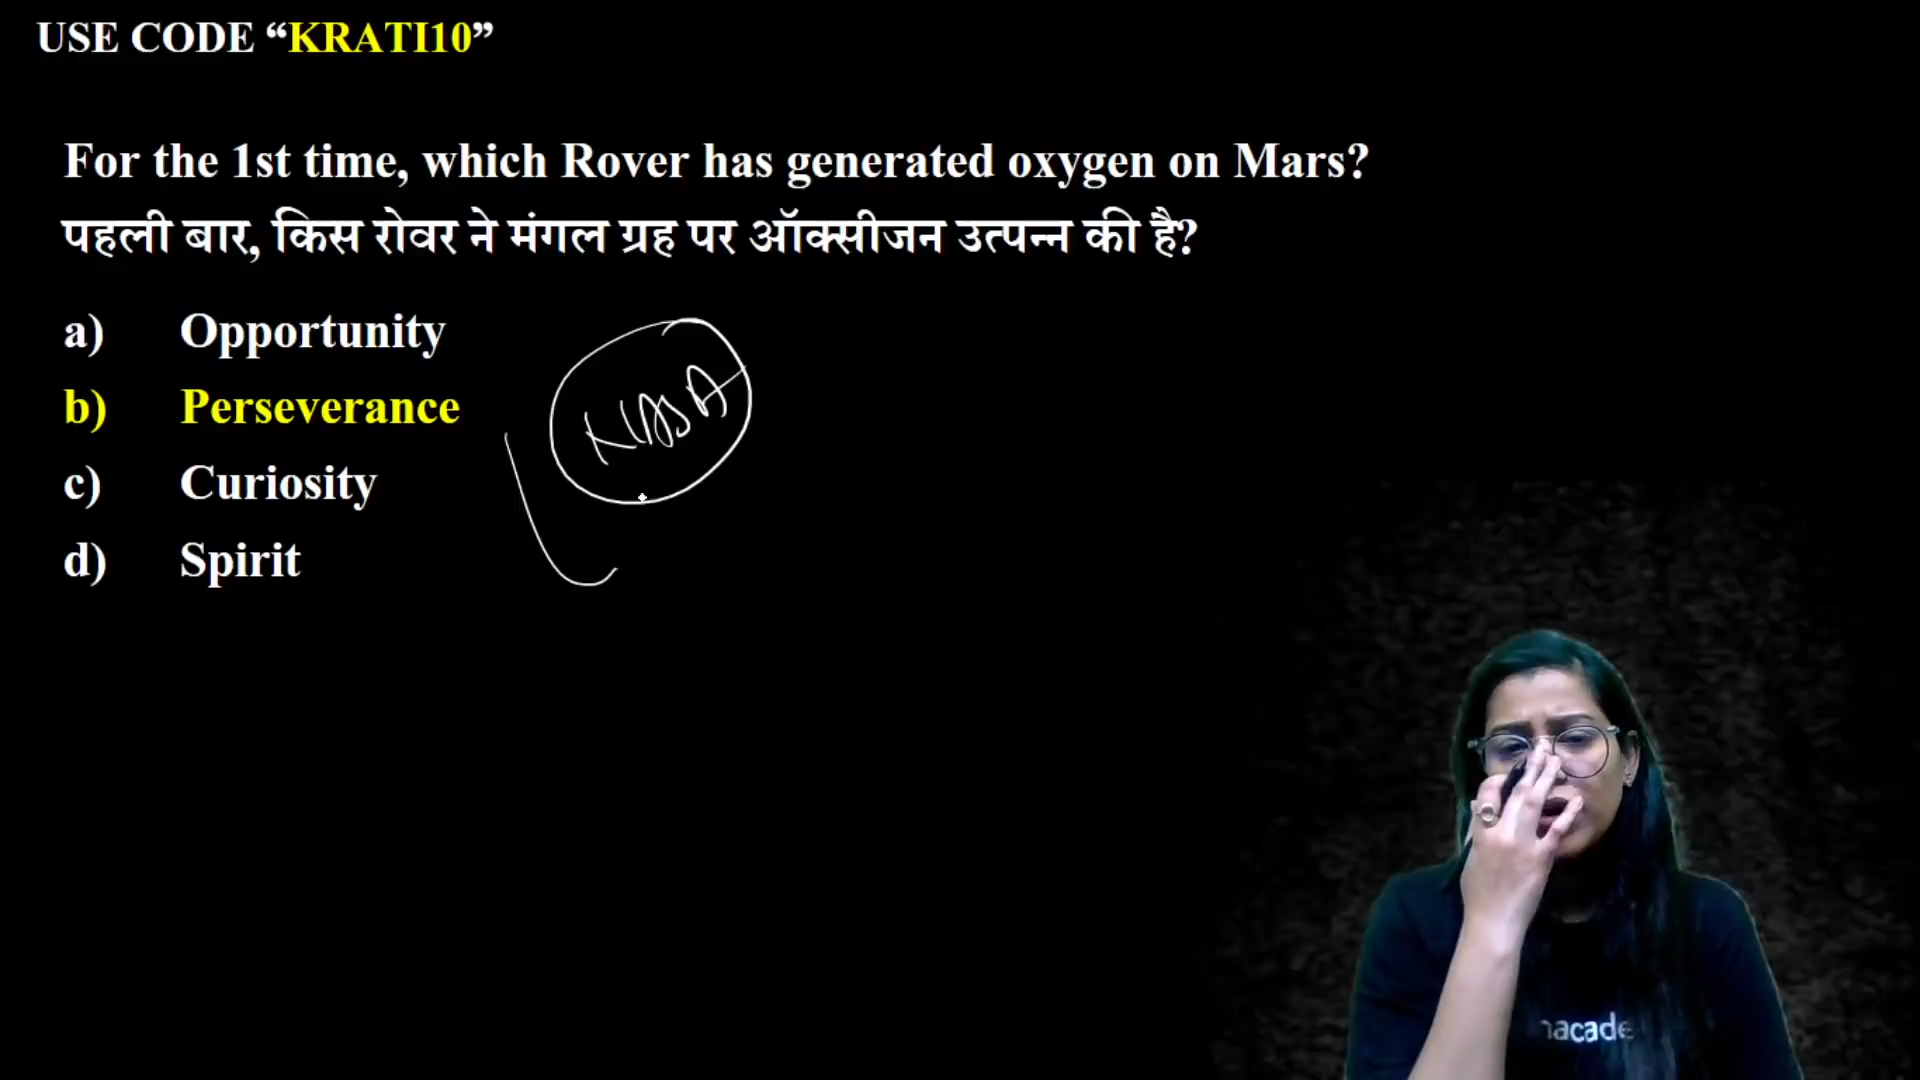 USE CODE “KRATI10”
For the 1st time, which Rover has generated oxygen on Mars?
पहली बार, किस रोवर ने मंगल ग्रह पर ऑक्सीजन उत्पन्न की है?
a) Opportunity
b) Perseverance
NASA
c) Curiosity
d) Spirit
nacade